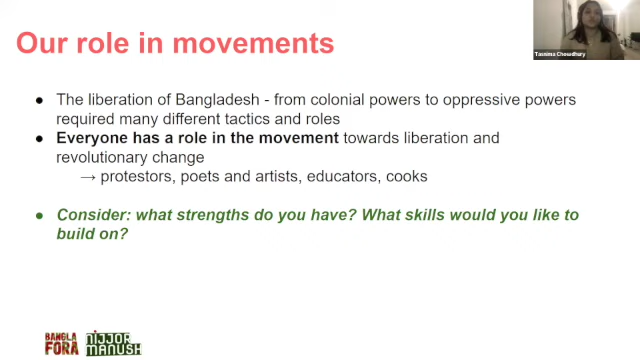 Our role in movements
Tasnima Chowdhury
● The liberation of Bangladesh - from colonial powers to oppressive powers
required many different tactics and roles
● Everyone has a role in the movement towards liberation and
revolutionary change
→ protestors, poets and artists, educators, cooks
● Consider: what strengths do you have? What skills would you like to
build on?
BANGLA
FORA
NIJJOR
MANUSH